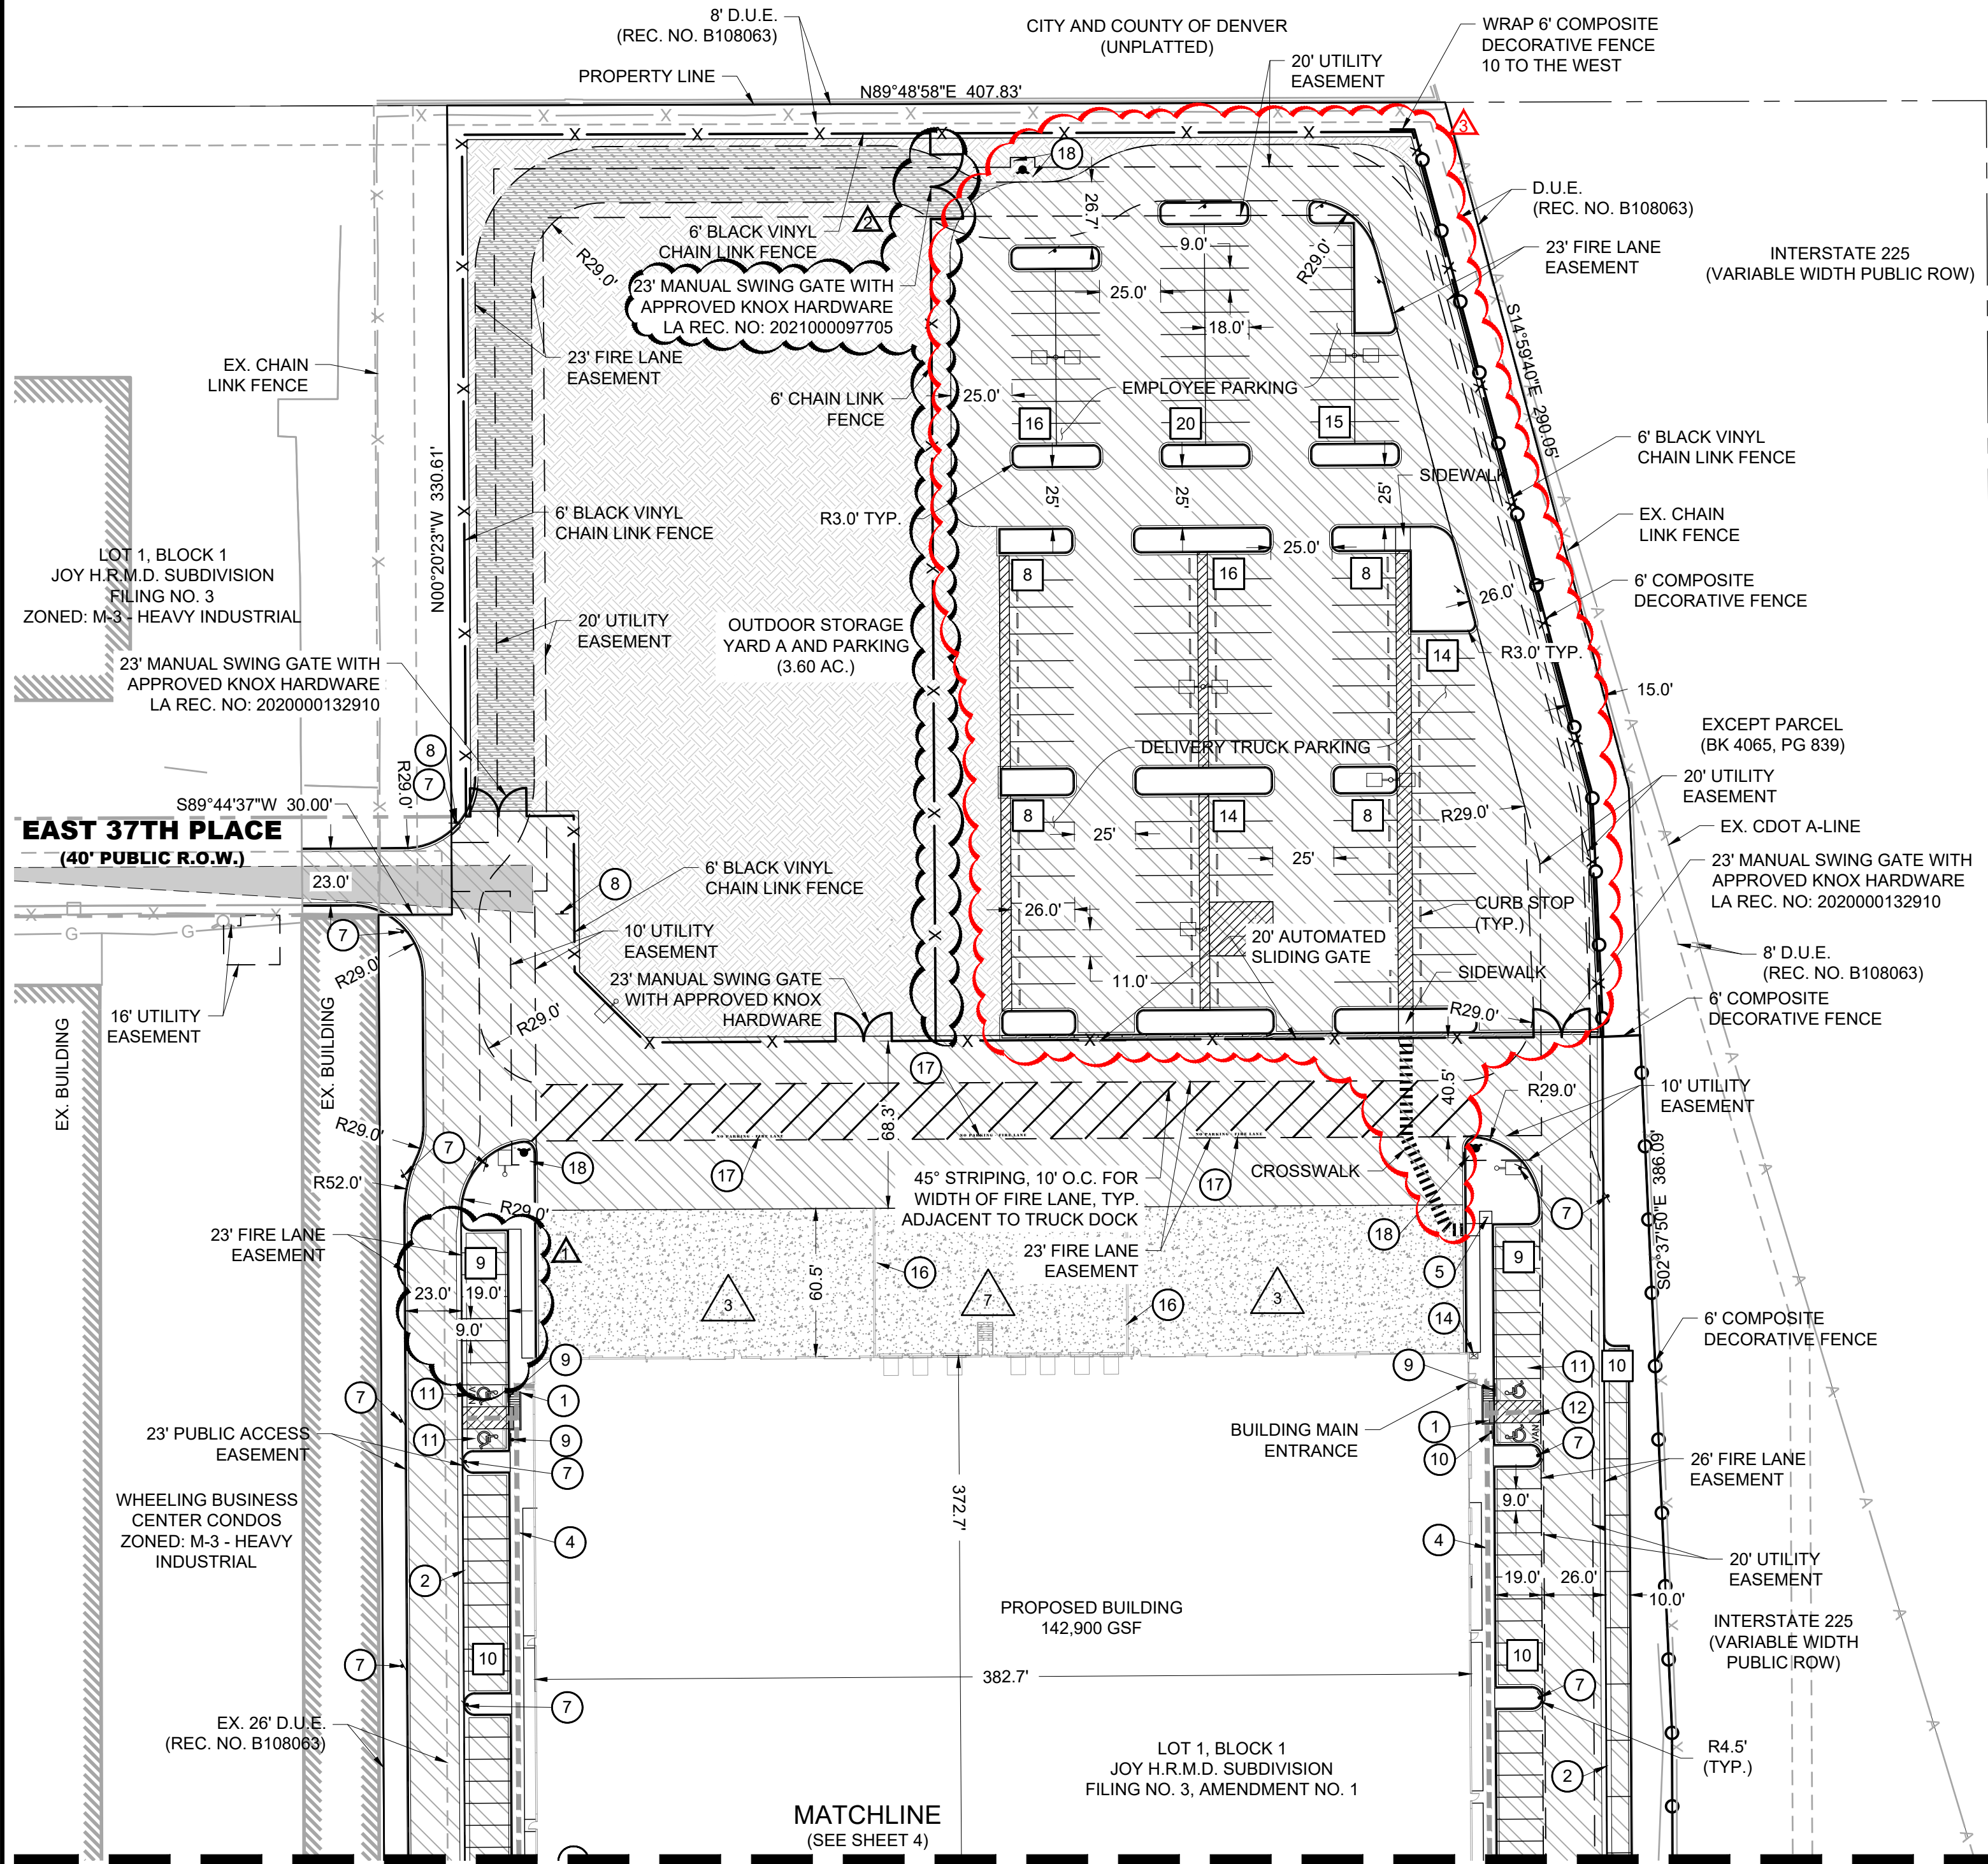 8' D.U.E.
(REC. NO. B108063)
CITY AND COUNTY OF DENVER
(UNPLATTED)
WRAP 6' COMPOSITE
DECORATIVE FENCE
10 TO THE WEST
PROPERTY LINE
20' UTILITY
EASEMENT
N89°48'58"E 407.83'
3
18
D.U.E.
(REC. NO. B108063)
2
6' BLACK VINYL
CHAIN LINK FENCE
26.7'
9.0'
R29.0'
R29.0'
23' FIRE LANE
EASEMENT
INTERSTATE 225
(VARIABLE WIDTH PUBLIC ROW)
23' MANUAL SWING GATE WITH
APPROVED KNOX HARDWARE
LA REC. NO: 2021000097705
25.0'
18.0'
S14°59'40"E 290.05'
EX. CHAIN
LINK FENCE
23' FIRE LANE
EASEMENT
6' CHAIN LINK
FENCE
25.0'
EMPLOYEE PARKING
16
20
15
6' BLACK VINYL
CHAIN LINK FENCE
N00°20'23"W 330.61'
SIDEWALK
25'
25'
25'
R3.0' TYP.
6' BLACK VINYL
CHAIN LINK FENCE
EX. CHAIN
LINK FENCE
25.0'
LOT 1, BLOCK 1
JOY H.R.M.D. SUBDIVISION
FILING NO. 3
ZONED: M-3 - HEAVY INDUSTRIAL
8
16
8
26.0'
6' COMPOSITE
DECORATIVE FENCE
20' UTILITY
EASEMENT
OUTDOOR STORAGE
YARD A AND PARKING
(3.60 AC.)
14
R3.0' TYP.
23' MANUAL SWING GATE WITH
APPROVED KNOX HARDWARE
LA REC. NO: 2020000132910
15.0'
EXCEPT PARCEL
(BK 4065, PG 839)
8
7
R29.0'
DELIVERY TRUCK PARKING
20' UTILITY
EASEMENT
S89°44'37"W 30.00'
8
14
8
R29.0'
EX. CDOT A-LINE
EAST 37TH PLACE
(40' PUBLIC R.O.W.)
25'
25'
23.0'
8
6' BLACK VINYL
CHAIN LINK FENCE
23' MANUAL SWING GATE WITH
APPROVED KNOX HARDWARE
LA REC. NO: 2020000132910
26.0'
CURB STOP
(TYP.)
G
G
7
10' UTILITY
EASEMENT
20' AUTOMATED
SLIDING GATE
8' D.U.E.
(REC. NO. B108063)
R29.0'
23' MANUAL SWING GATE
WITH APPROVED KNOX
HARDWARE
11.0'
SIDEWALK
R29.0'
6' COMPOSITE
DECORATIVE FENCE
16' UTILITY
EASEMENT
EX. BUILDING
EX. BUILDING
R29.0'
17
40.5'
R29.0'
10' UTILITY
EASEMENT
68.3'
NO PARKING - FIRE LANE
NO PARKING - FIRE LANE
NO PARKING - FIRE LANE
R29.0'
7
18
17
45° STRIPING, 10' O.C. FOR
WIDTH OF FIRE LANE, TYP.
ADJACENT TO TRUCK DOCK
CROSSWALK
17
R52.0'
R29.0'
7
S02°37'50"E 386.09'
23' FIRE LANE
EASEMENT
1
23' FIRE LANE
EASEMENT
18
9
9
16
5
60.5'
3
7
3
23.0'
19.0'
16
14
9.0'
6' COMPOSITE
DECORATIVE FENCE
9
9
11
10
11
1
12
7
VAN
23' PUBLIC ACCESS
EASEMENT
11
9
BUILDING MAIN
ENTRANCE
1
VAN
7
7
10
26' FIRE LANE
EASEMENT
WHEELING BUSINESS
CENTER CONDOS
ZONED: M-3 - HEAVY
INDUSTRIAL
372.7'
9.0'
4
4
2
20' UTILITY
EASEMENT
19.0'
26.0'
10.0'
PROPOSED BUILDING
142,900 GSF
INTERSTATE 225
(VARIABLE WIDTH
PUBLIC ROW)
7
10
10
382.7'
7
7
EX. 26' D.U.E.
(REC. NO. B108063)
LOT 1, BLOCK 1
JOY H.R.M.D. SUBDIVISION
FILING NO. 3, AMENDMENT NO. 1
R4.5'
(TYP.)
2
MATCHLINE
(SEE SHEET 4)